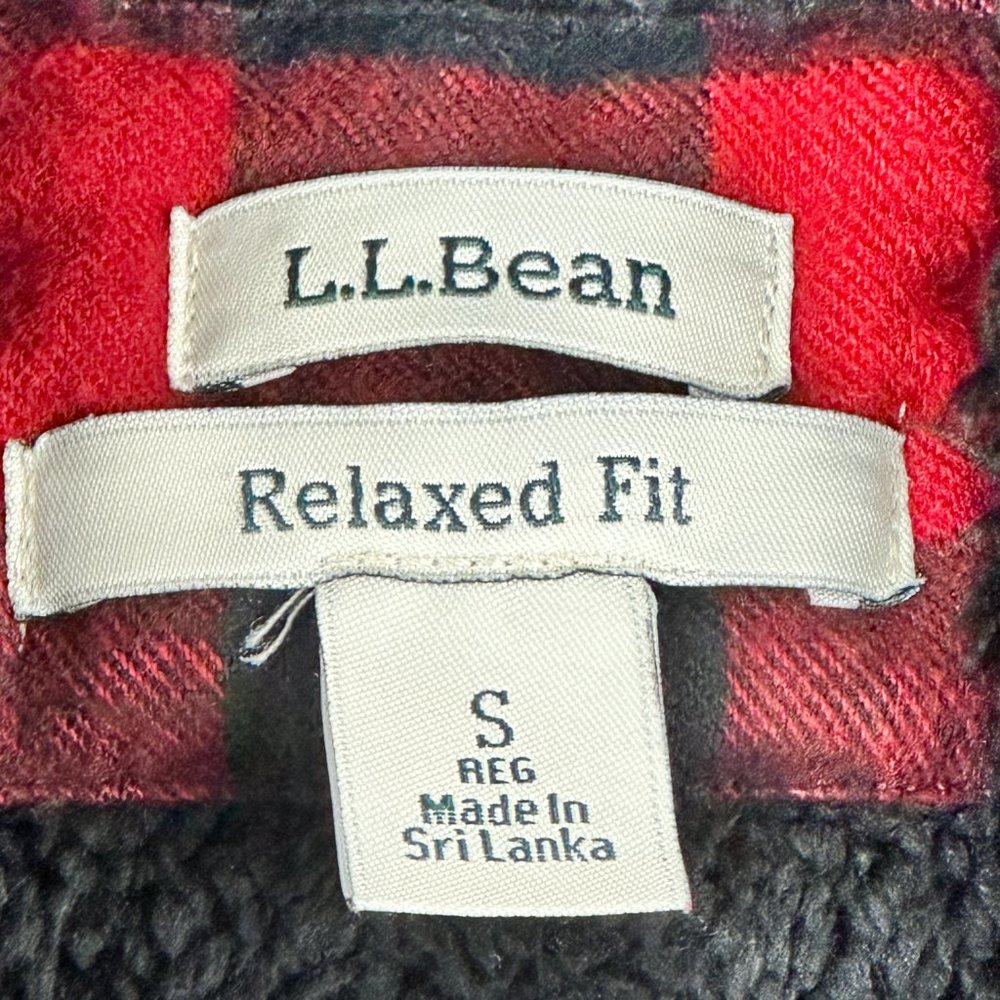 L.L.Bean
Relaxed Fit
S
REG
Made In
Sri Lanka